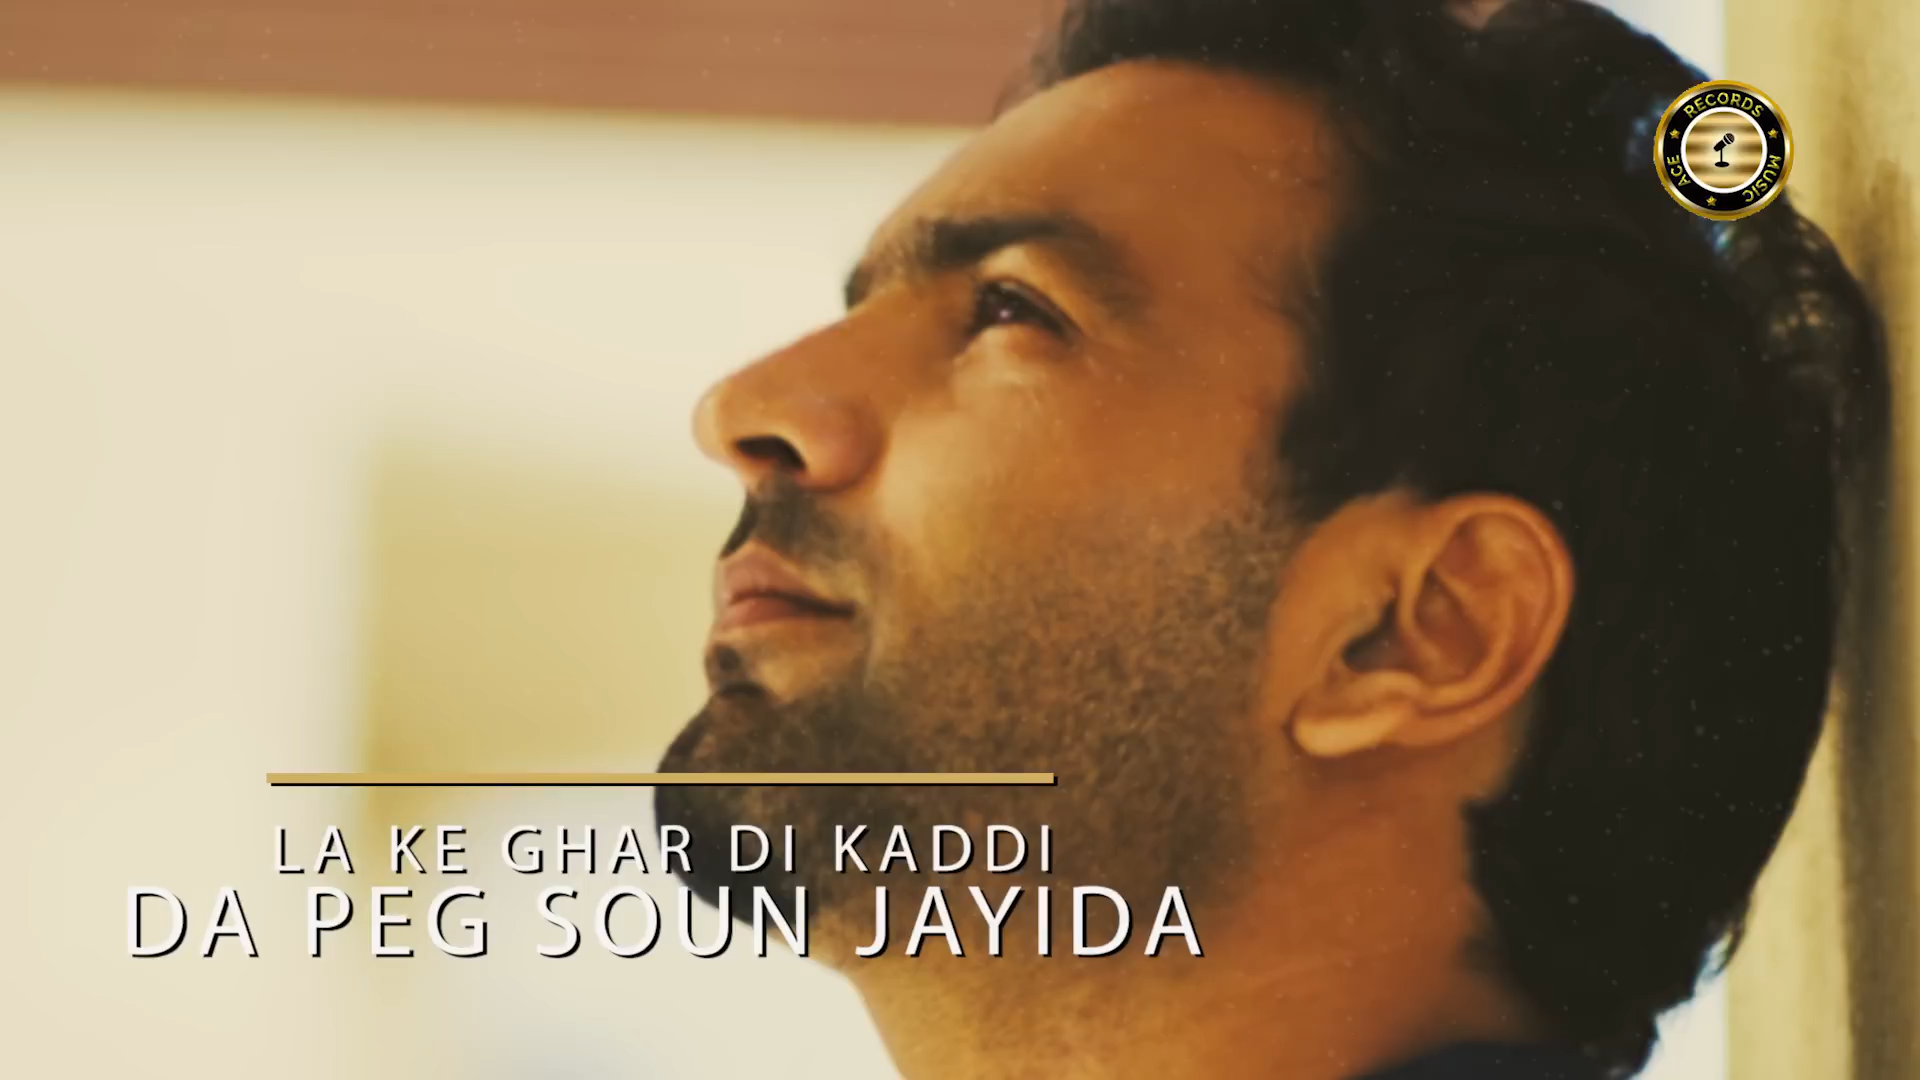 RECORDS
ACE
MUSIC
LA KE GHAR DI KADDI
DA PEG SOUN JAYIDA